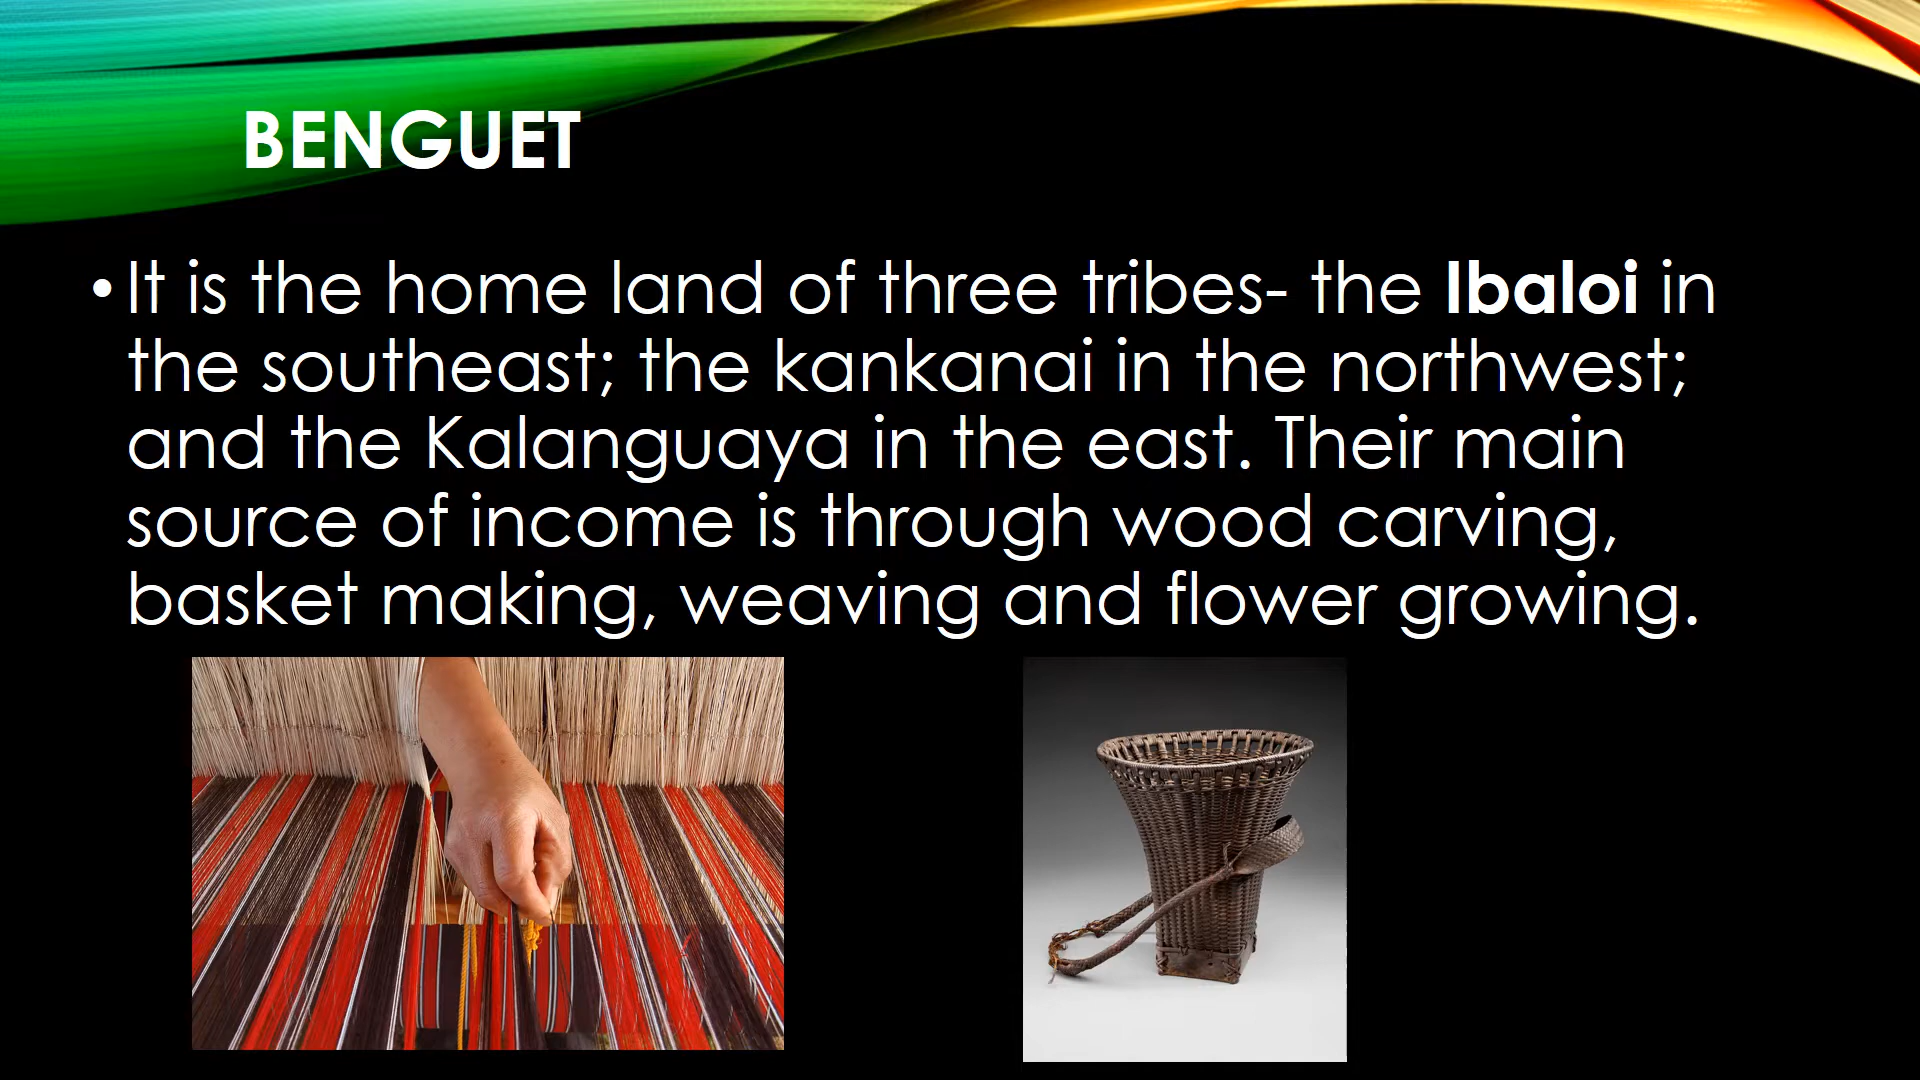 BENGUET
• It is the home land of three tribes- the Ibaloi in
the southeast; the kankanai in the northwest;
and the Kalanguaya in the east. Their main
source of income is through wood carving,
basket making, weaving and flower growing.